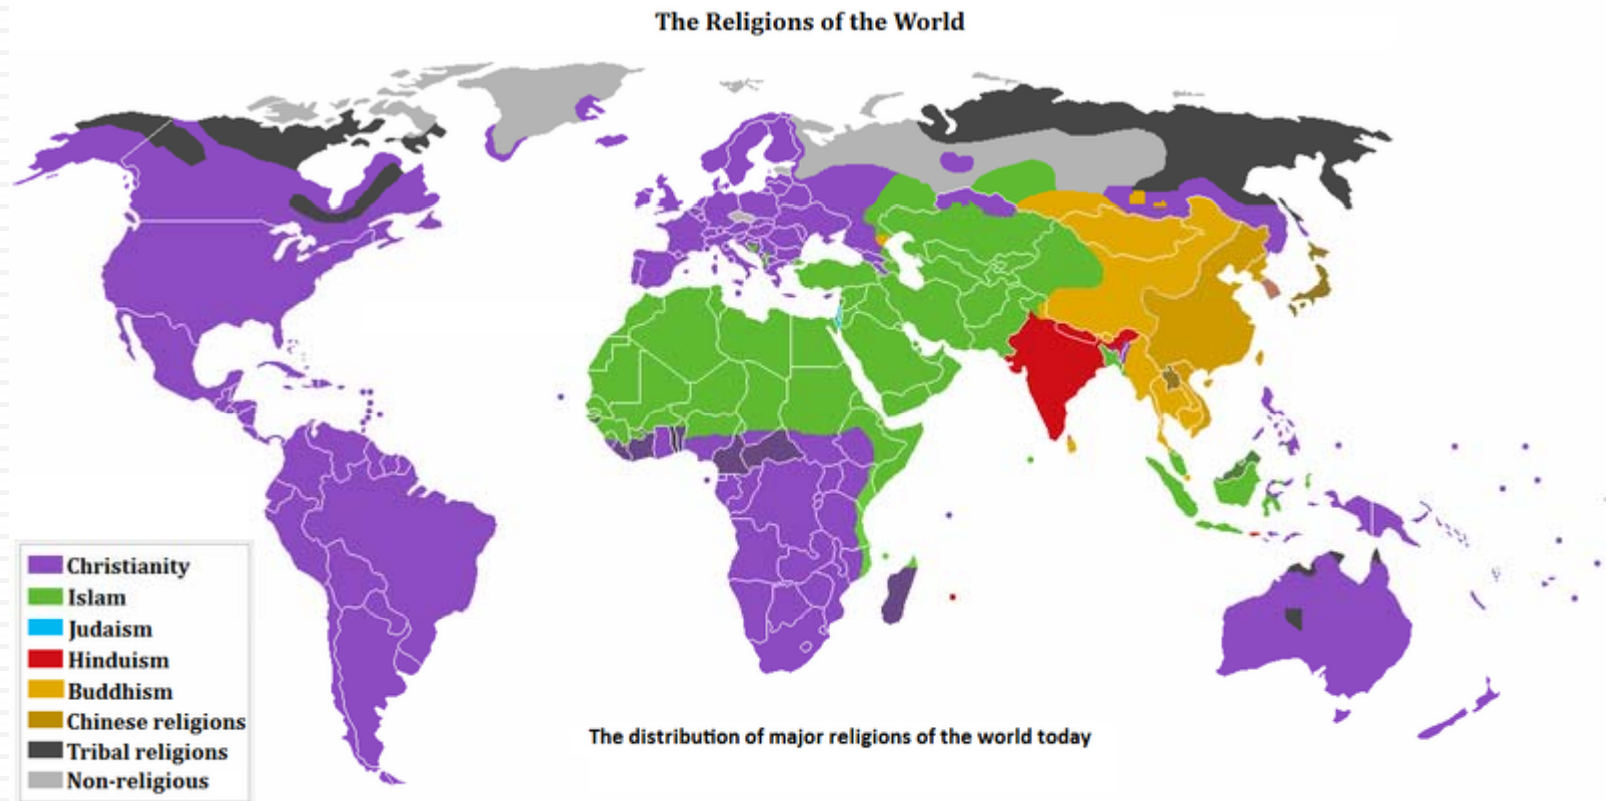 The Religions of the World
Christianity
Islam
Judaism
Hinduism
Buddhism
Chinese religions
Tribal religions
Non-religious
The distribution of major religions of the world today